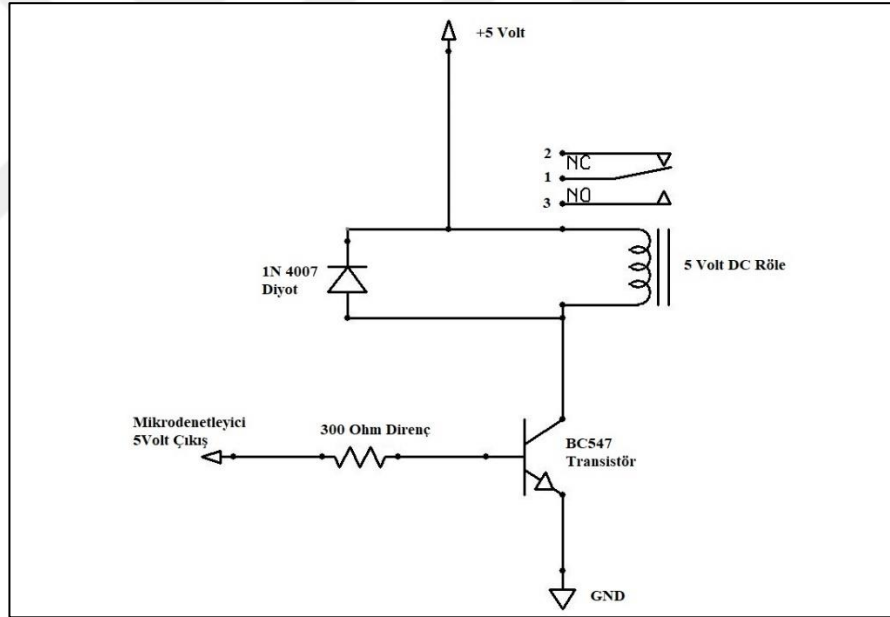 +5 Volt
2
NC
1
NO
3
1N 4007
Diyot
5 Volt DC Röle
Mikrodenetleyici
5Volt Çıkış
300 Ohm Direnç
BC547
Transistör
GND